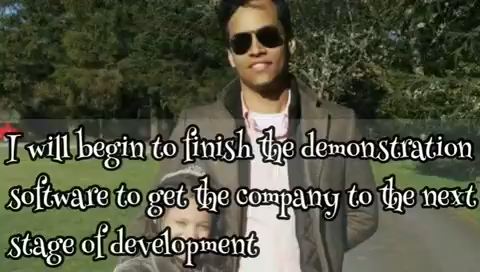 I will begin to finish the demonstration
software to get the company to the next
stage of development